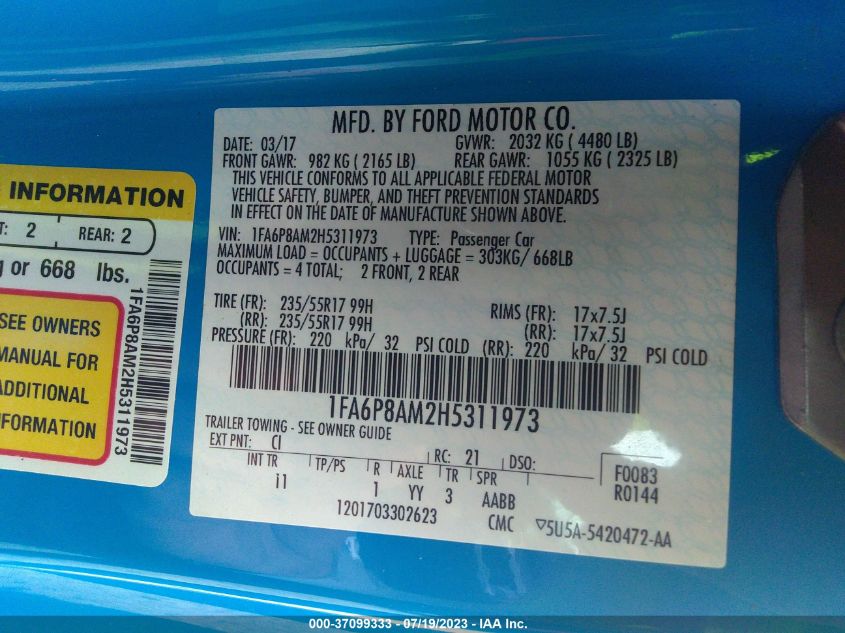 MFD. BY FORD MOTOR CO.
DATE: 03/17 GVWR: 2032 KG ( 4480 LB)
FRONT GAWR: 982 KG ( 2165 LB) REAR GAWR: 1055 KG ( 2325 LB)
THIS VEHICLE CONFORMS TO ALL APPLICABLE FEDERAL MOTOR
VEHICLE SAFETY, BUMPER, AND THEFT PREVENTION STANDARDS
IN EFFECT ON THE DATE OF MANUFACTURE SHOWN ABOVE.
VIN: 1FA6P8AM2H5311973 TYPE: Passenger Car
MAXIMUM LOAD = OCCUPANTS + LUGGAGE = 303KG/ 668LB
OCCUPANTS = 4 TOTAL; 2 FRONT, 2 REAR
TIRE (FR): 235/55R17 99H RIMS (FR): 17x7.5J
(RR): 235/55R17 99H (RR): 17x7.5J
PRESSURE (FR): 220 kPa/ 32 PSI COLD (RR): 220 kPa/ 32 PSI COLD
1FA6P8AM2H5311973
TRAILER TOWING - SEE OWNER GUIDE
EXT PNT: CI RC: 21 DSO: F0083
INT TR TP/PS R AXLE TR SPR R0144
i1 1 YY 3 AABB
1201703302623 CMC ▽5U5A-5420472-AA
INFORMATION
2 REAR: 2
or 668 lbs.
SEE OWNERS
MANUAL FOR
ADDITIONAL
INFORMATION
1FA6P8AM2H5311973
000-37099333 - 07/19/2023 - IAA Inc.